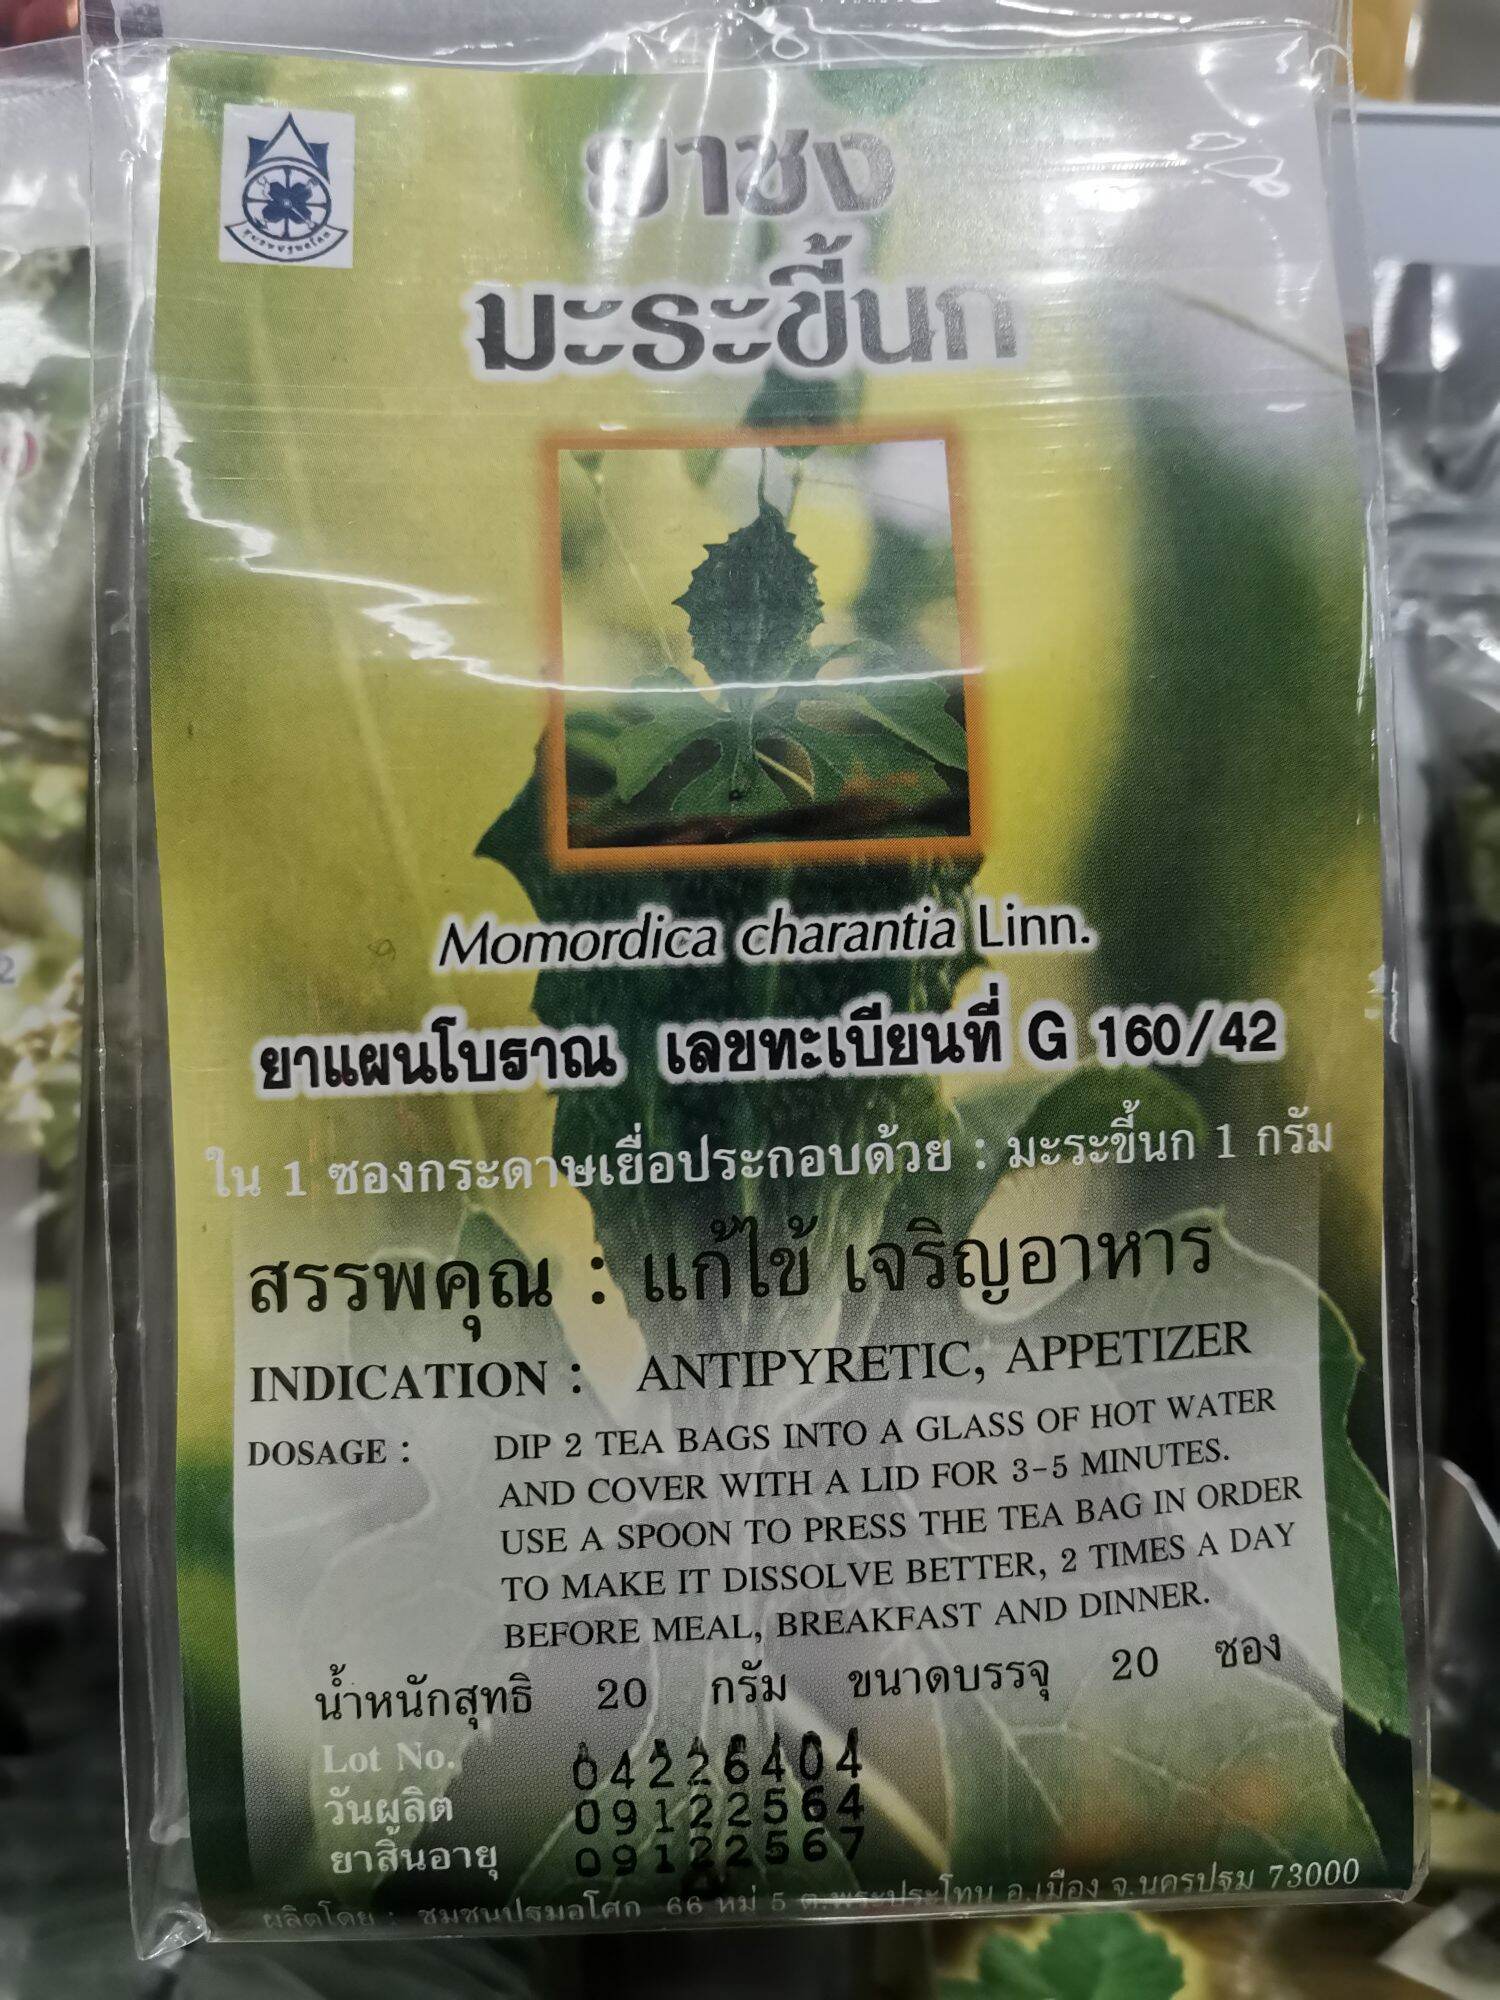 ยาชง
มะระขี้นก
Momordica charantia Linn.
ยาแผนโบราณ เลขทะเบียนที่ G 160/42
ใน 1 ซองกระดาษเยื่อประกอบด้วย : มะระขี้นก 1 กรัม
สรรพคุณ : แก้ไข้ เจริญอาหาร
INDICATION : ANTIPYRETIC, APPETIZER
DOSAGE : DIP 2 TEA BAGS INTO A GLASS OF HOT WATER
AND COVER WITH A LID FOR 3-5 MINUTES.
USE A SPOON TO PRESS THE TEA BAG IN ORDER
TO MAKE IT DISSOLVE BETTER, 2 TIMES A DAY
BEFORE MEAL, BREAKFAST AND DINNER.
น้ำหนักสุทธิ 20 กรัม ขนาดบรรจุ 20 ซอง
Lot No. 04226404
วันผลิต 09122564
ยาสิ้นอายุ 09122567
ผลิตโดย : ชุมชนปฐมอโศก 66 หมู่ 5 ต.พระประโทน อ.เมือง จ.นครปฐม 73000